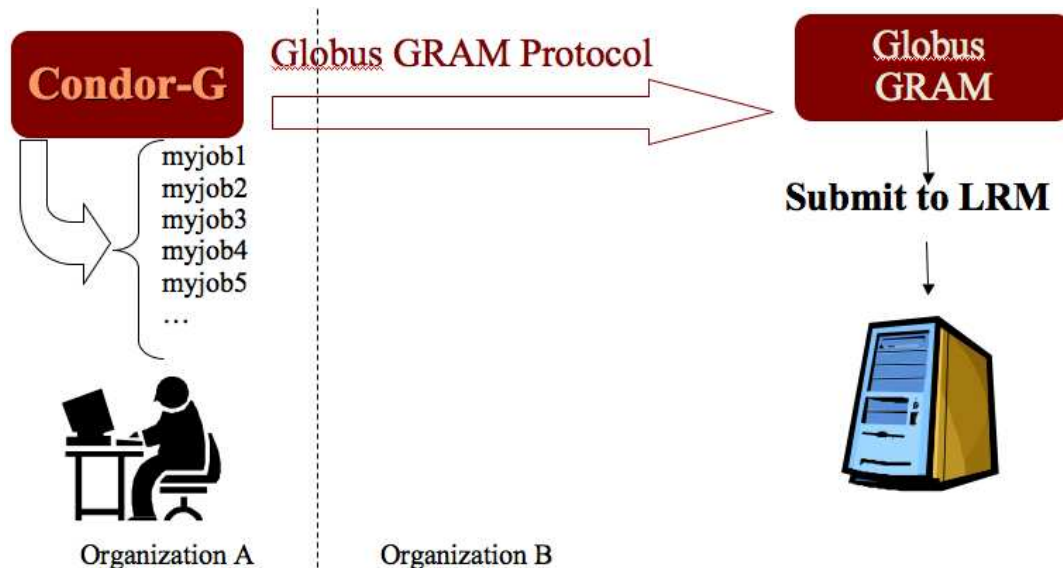 Condor-G
Globus GRAM Protocol
Globus
GRAM
myjob1
myjob2
myjob3
myjob4
myjob5
…
Submit to LRM
Organization A
Organization B